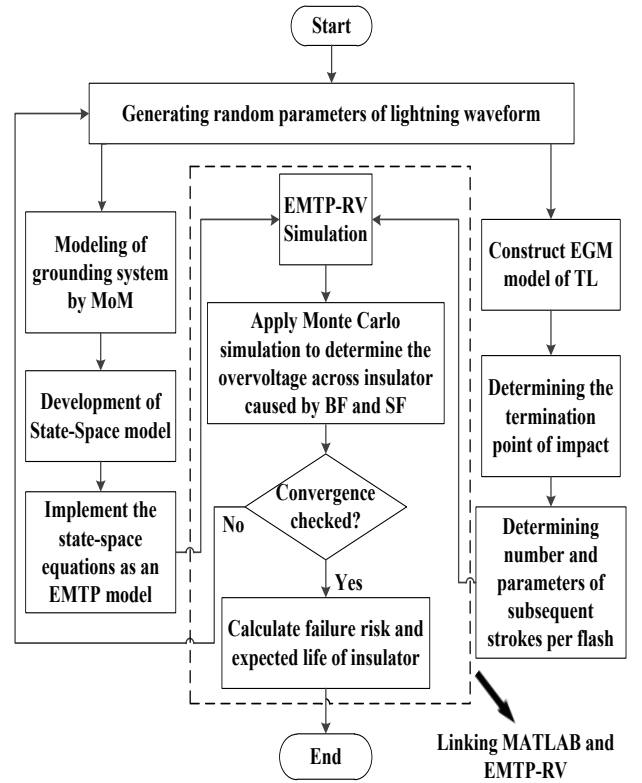 Start
Generating random parameters of lightning waveform
Modeling of
grounding system
by MoM
Development of
State-Space model
Implement the
state-space
equations as an
EMTP model
EMTP-RV
Simulation
Apply Monte Carlo
simulation to determine the
overvoltage across insulator
caused by BF and SF
Convergence
checked?
No
Yes
Calculate failure risk and
expected life of insulator
End
Construct EGM
model of TL
Determining the
termination
point of impact
Determining
number and
parameters of
subsequent
strokes per flash
Linking MATLAB and
EMTP-RV